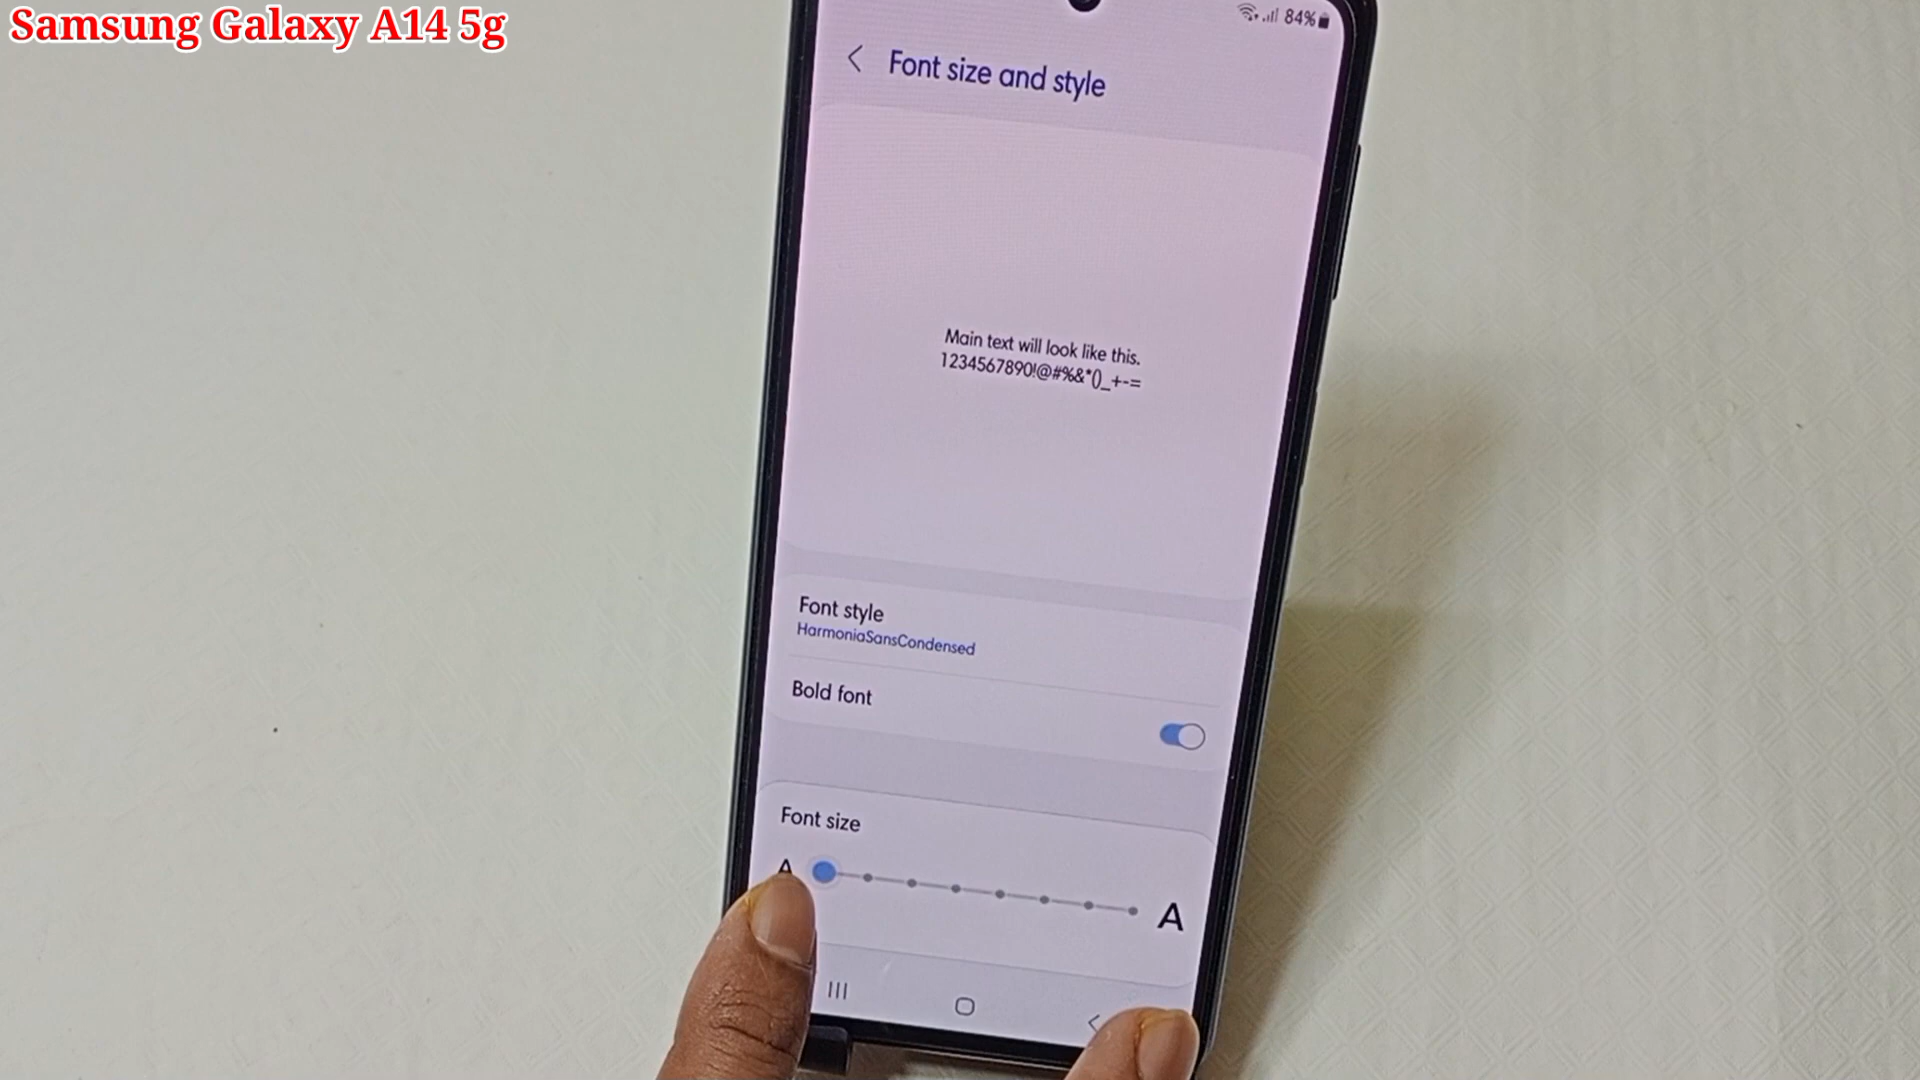 Samsung Galaxy A14 5g
84%
Font size and style
Main text will look like this.
1234567890!@#%&*()_+-=
Font style
HarmoniaSansCondensed
Bold font
Font size
A A